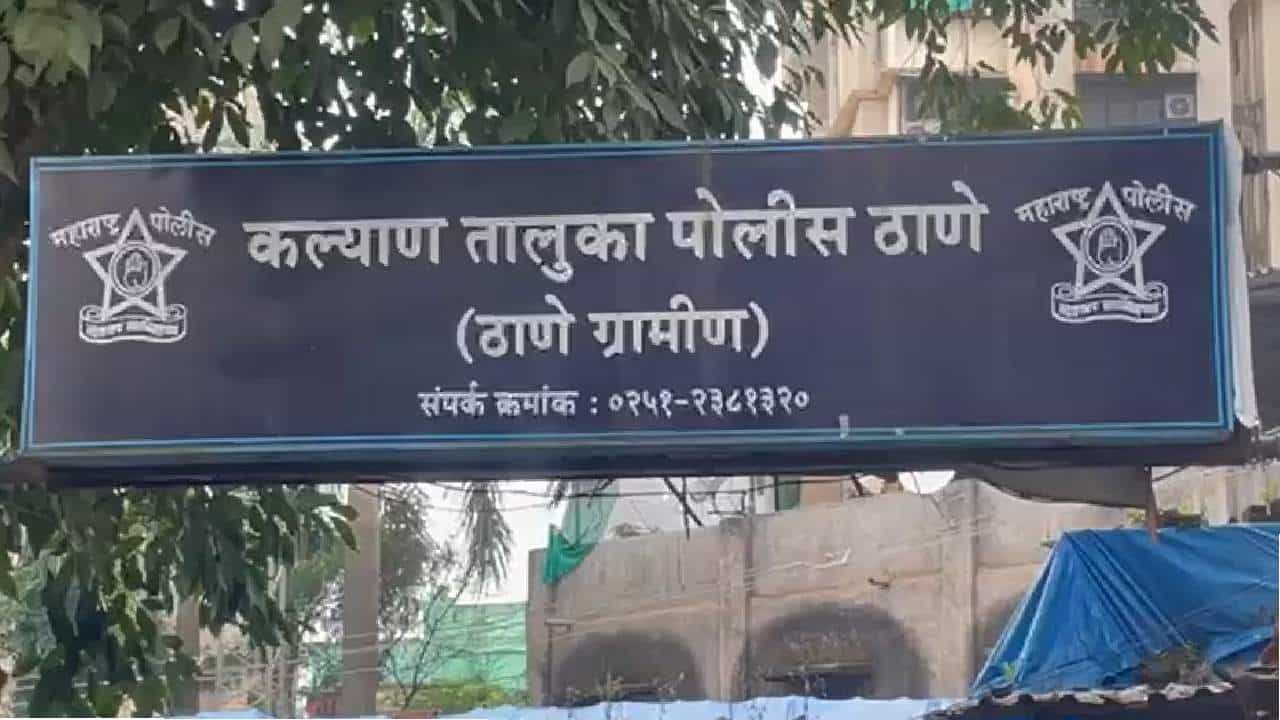 महाराष्ट्र पोलीस
कल्याण तालुका पोलीस ठाणे
महाराष्ट्र पोलीस
(ठाणे ग्रामीण)
संपर्क क्रमांक : ०२५१-२३८१३२०